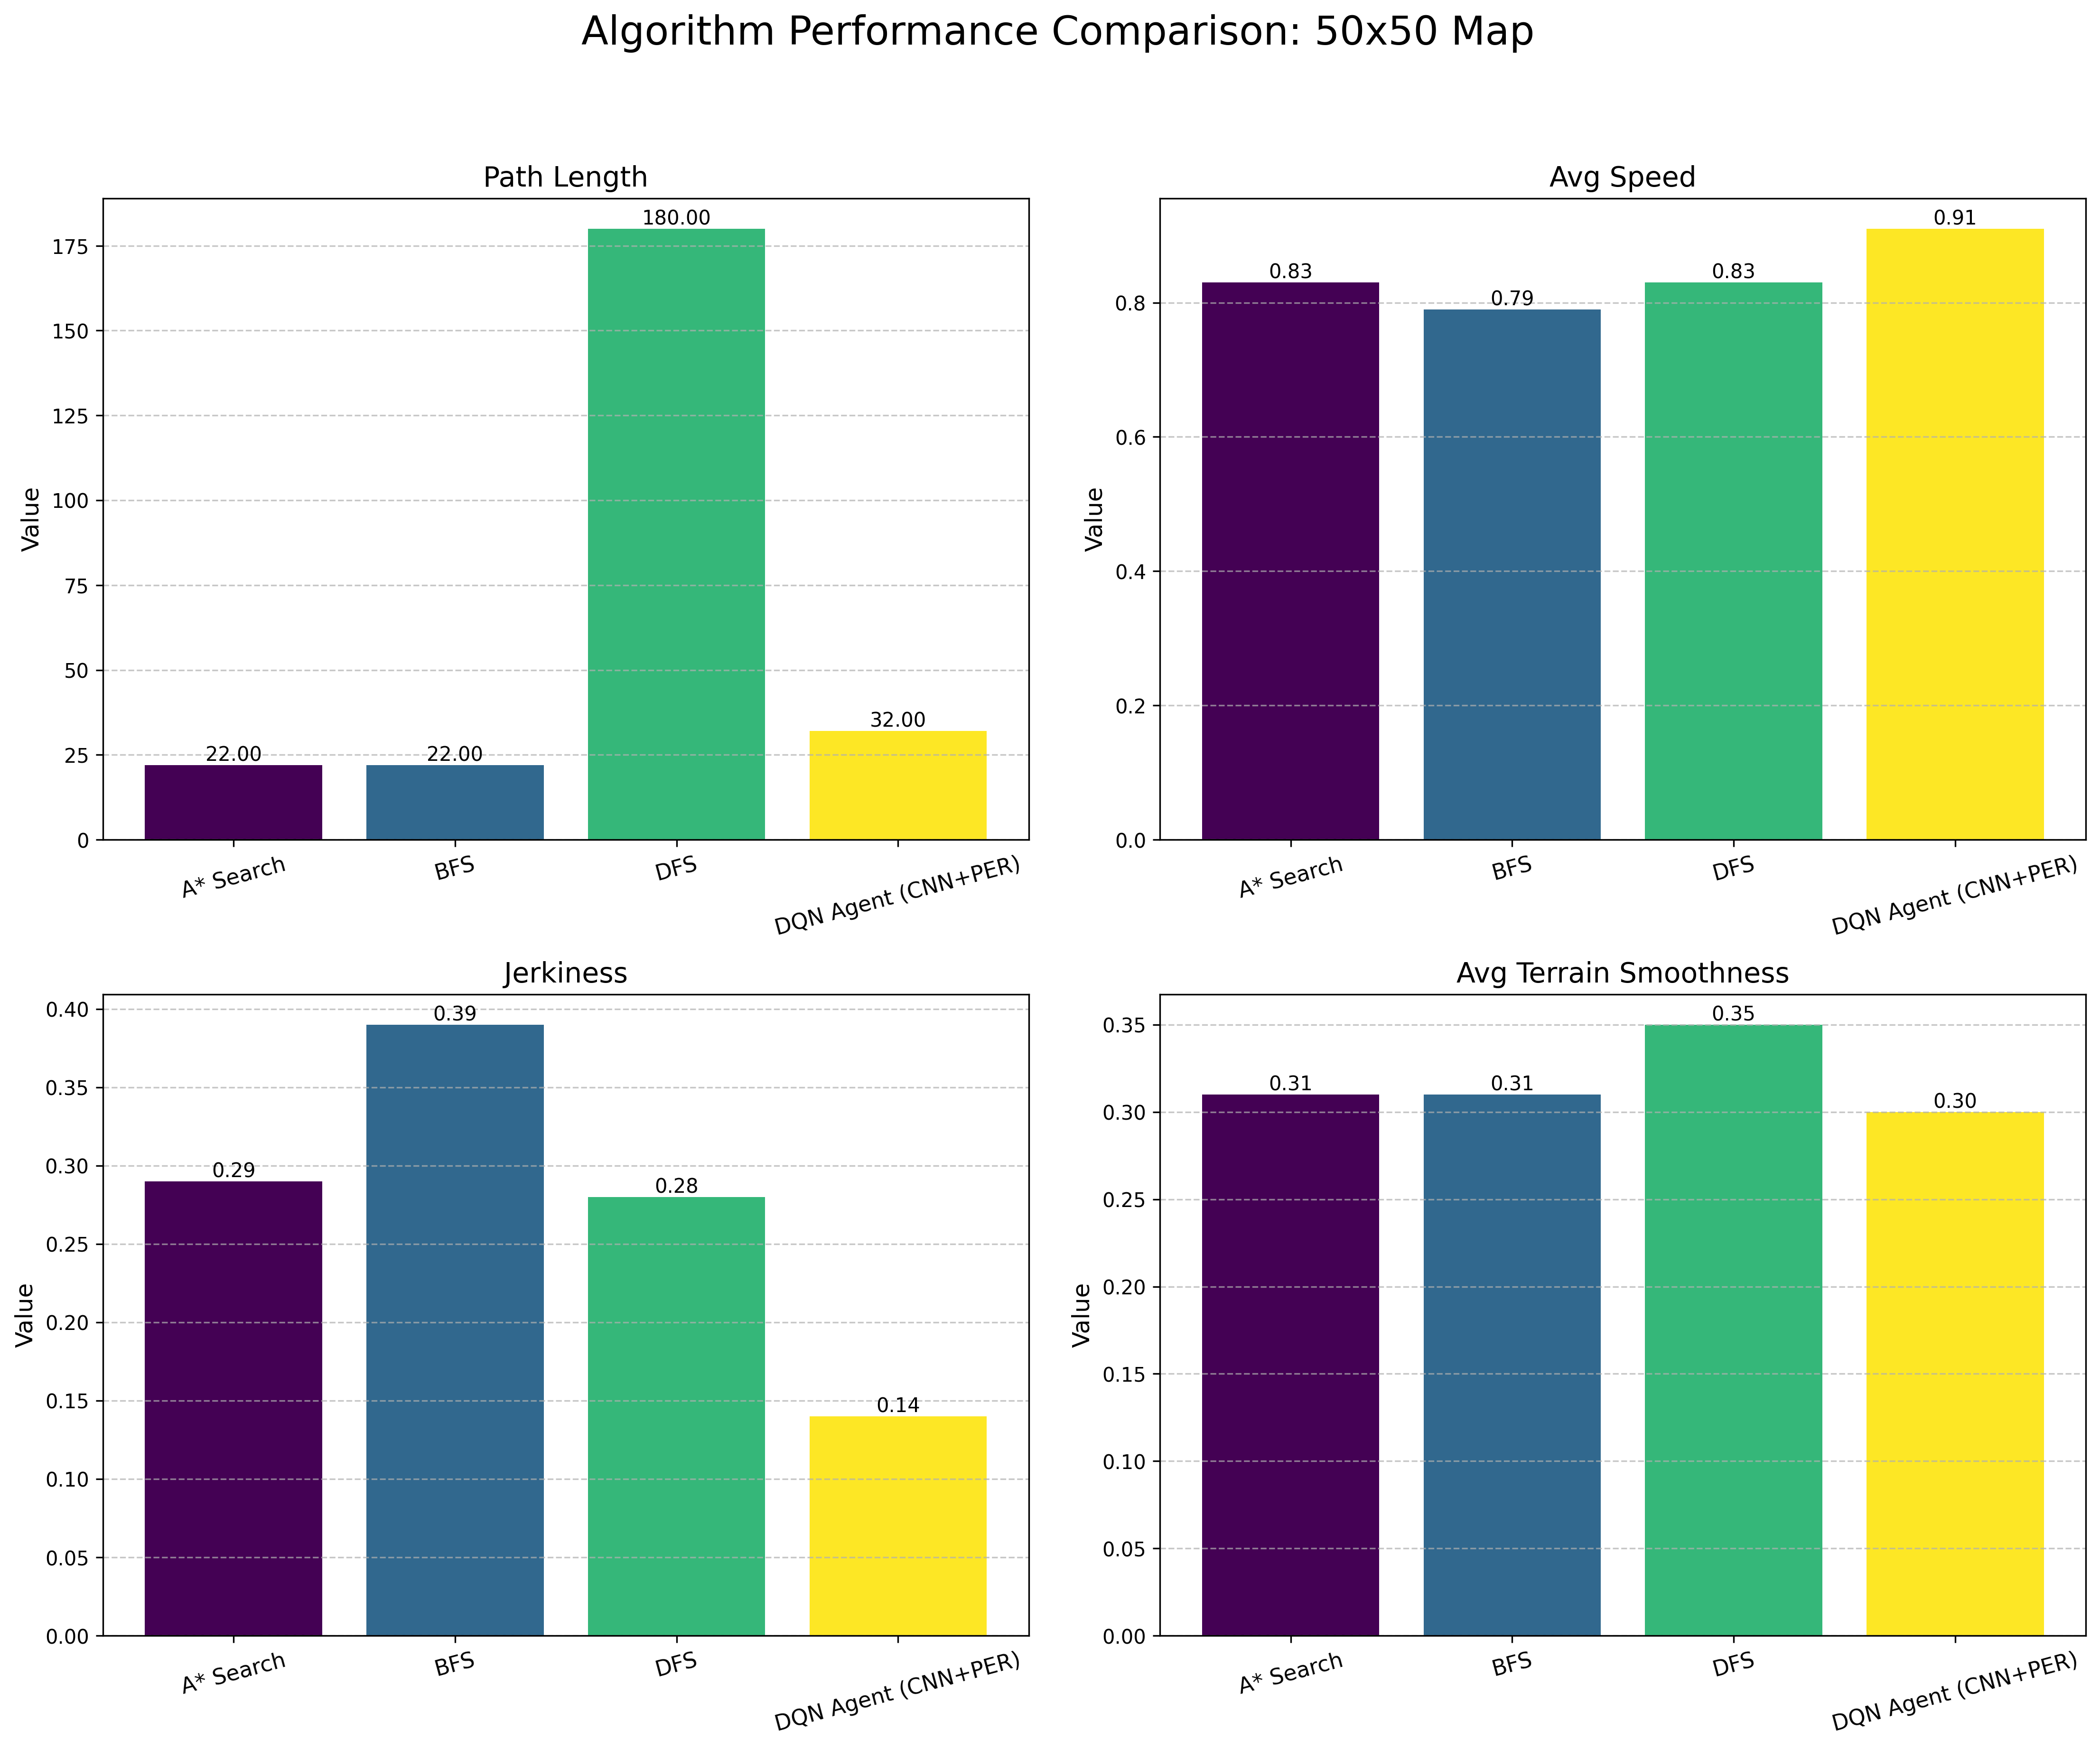 Algorithm Performance Comparison: 50x50 Map
Path Length
Value
175
150
125
100
75
50
25
0
22.00
22.00
180.00
32.00
A* Search
BFS
DFS
DQN Agent (CNN+PER)
Avg Speed
Value
0.8
0.6
0.4
0.2
0.0
0.83
0.79
0.83
0.91
A* Search
BFS
DFS
DQN Agent (CNN+PER)
Jerkiness
Value
0.40
0.35
0.30
0.25
0.20
0.15
0.10
0.05
0.00
0.29
0.39
0.28
0.14
A* Search
BFS
DFS
DQN Agent (CNN+PER)
Avg Terrain Smoothness
Value
0.35
0.30
0.25
0.20
0.15
0.10
0.05
0.00
0.31
0.31
0.35
0.30
A* Search
BFS
DFS
DQN Agent (CNN+PER)